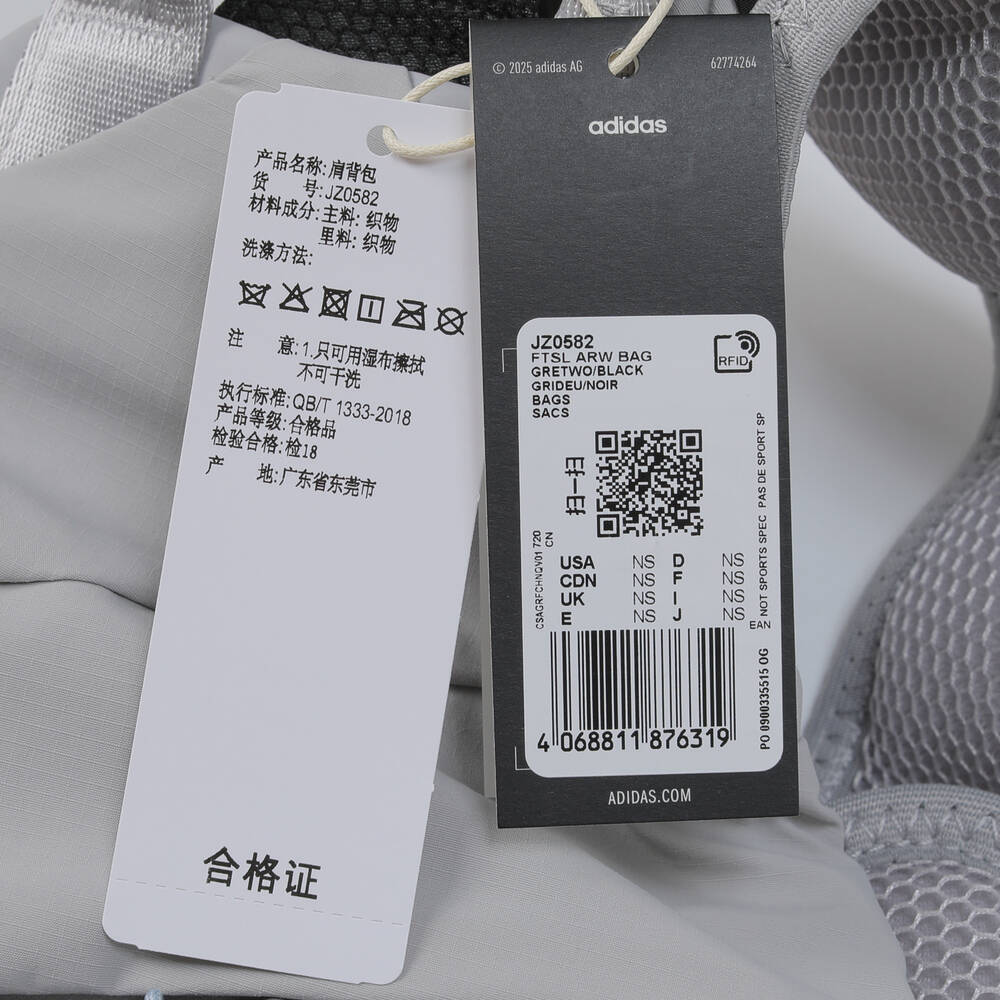 产品名称:肩背包
货 号:JZ0582
材料成分:主料: 织物
里料: 织物
洗涤方法:
注 意:1.只可用湿布擦拭
不可干洗
执行标准:QB/T 1333-2018
产品等级:合格品
检验合格:检18
产 地:广东省东莞市
合格证
© 2025 adidas AG
62774264
adidas
JZ0582
FTSL ARW BAG
GRETWO/BLACK
GRIDEU/NOIR
BAGS
SACS
RFID
CSAGRFCHNQV01 720
CN
USA NS D NS
CDN NS F NS
UK NS I NS
E NS J NS
EAN
NOT SPORTS SPEC PAS DE SPORT SP
PO 0900335515 OG
4 068811 876319
ADIDAS.COM